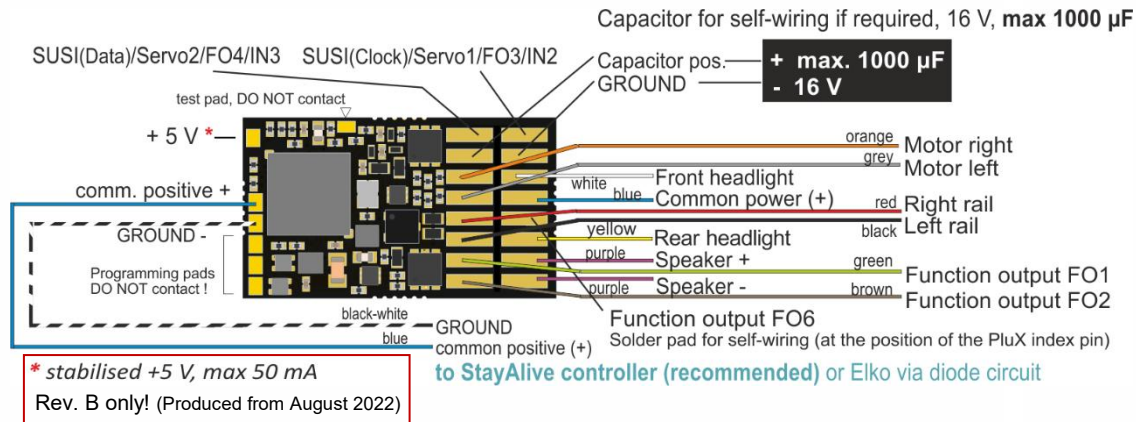 Capacitor for self-wiring if required, 16 V, max 1000 µF
SUSI(Data)/Servo2/FO4/IN3
SUSI(Clock)/Servo1/FO3/IN2
Capacitor pos.
+ max. 1000 µF
GROUND
- 16 V
test pad, DO NOT contact
+ 5 V *
orange
Motor right
grey
Motor left
comm. positive +
white
Front headlight
blue
Common power (+)
red
Right rail
black
Left rail
GROUND -
yellow
Rear headlight
purple
Speaker +
green
Function output FO1
Programming pads
DO NOT contact !
purple
Speaker -
brown
Function output FO2
black-white
GROUND
Function output FO6
Solder pad for self-wiring (at the position of the PluX index pin)
blue
common positive (+)
to StayAlive controller (recommended) or Elko via diode circuit
* stabilised +5 V, max 50 mA
Rev. B only! (Produced from August 2022)